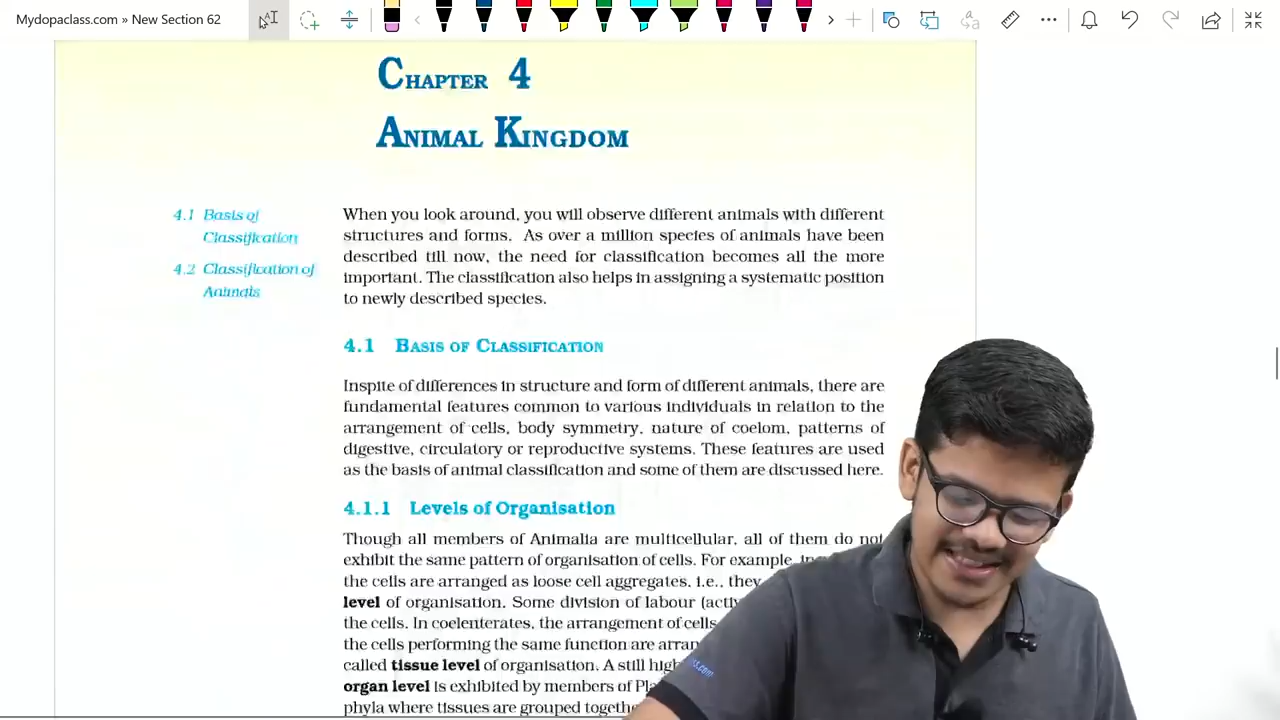 Mydopaclass.com » New Section 62
CHAPTER 4
ANIMAL KINGDOM
4.1 Basis of
Classification
4.2 Classification of
Animals
When you look around, you will observe different animals with different
structures and forms. As over a million species of animals have been
described till now, the need for classification becomes all the more
important. The classification also helps in assigning a systematic position
to newly described species.
4.1 BASIS OF CLASSIFICATION
Inspite of differences in structure and form of different animals, there are
fundamental features common to various individuals in relation to the
arrangement of cells, body symmetry, nature of coelom, patterns of
digestive, circulatory or reproductive systems. These features are used
as the basis of animal classification and some of them are discussed here.
4.1.1 Levels of Organisation
Though all members of Animalia are multicellular, all of them do not
exhibit the same pattern of organisation of cells. For example, in
the cells are arranged as loose cell aggregates, i.e., they
level of organisation. Some division of labour
the cells. In coelenterates, the arrangement of cells
the cells performing the same function are
called tissue level of organisation. A still
organ level is exhibited by members of
phyla where tissues are grouped